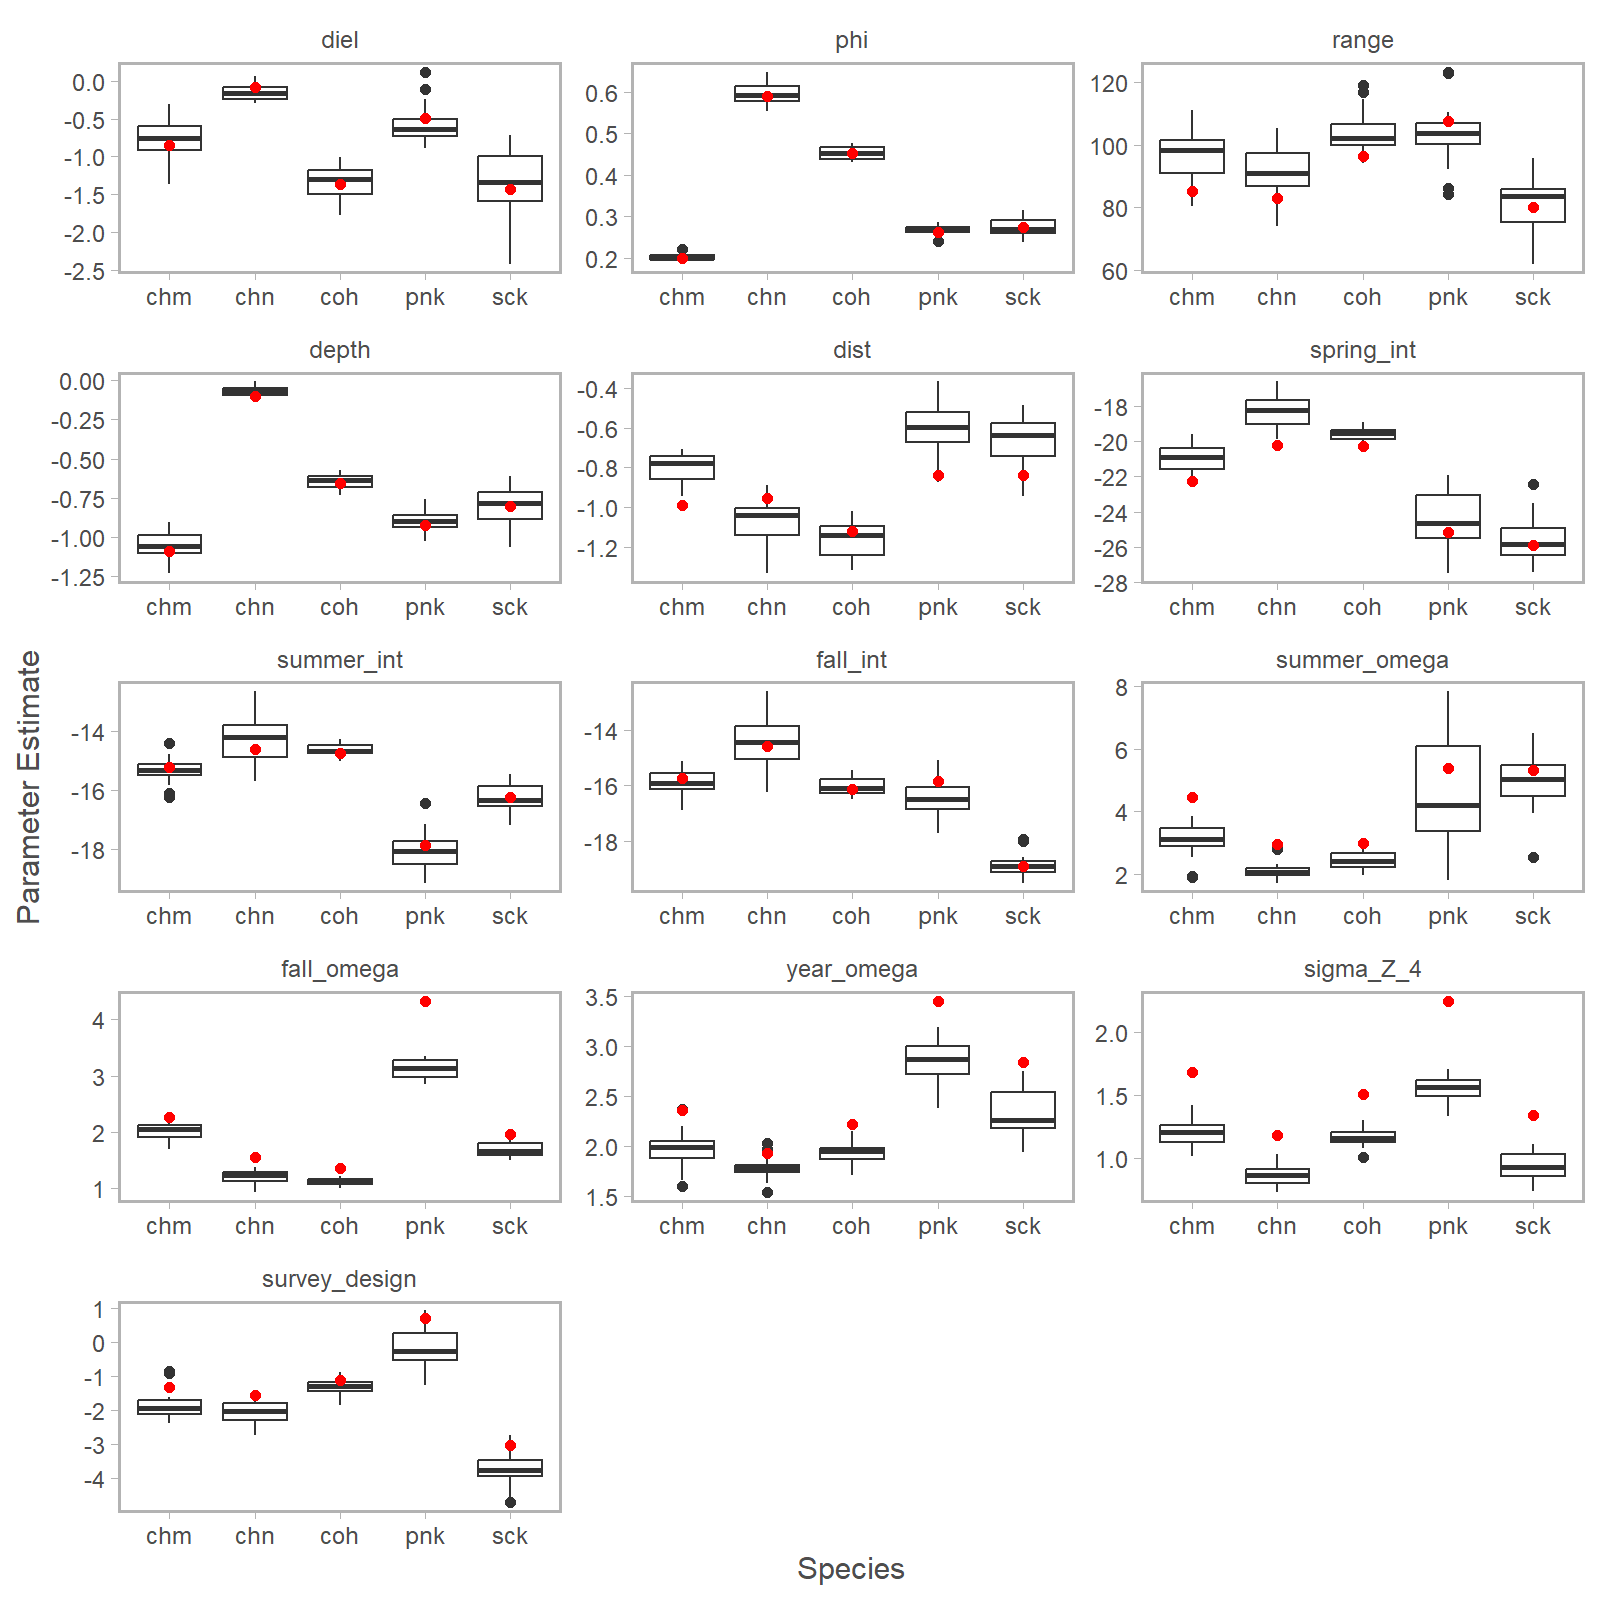 diel phi range
0.0 0.6 120
-0.5 0.5 100
-1.0 0.4 80
-1.5 0.3 60
-2.0 0.2
-2.5
chm chn coh pnk sck chm chn coh pnk sck chm chn coh pnk sck
depth dist spring_int
0.00 -0.4 -18
-0.25 -0.6 -20
-0.50 -0.8 -22
-0.75 -1.0 -24
-1.00 -1.2 -26
-1.25 -28
chm chn coh pnk sck chm chn coh pnk sck chm chn coh pnk sck
Parameter Estimate
summer_int fall_int summer_omega
-14 -14 8
-16 -16 6
-18 -18 4
2
chm chn coh pnk sck chm chn coh pnk sck chm chn coh pnk sck
fall_omega year_omega sigma_Z_4
4 3.5 2.0
3 3.0 1.5
2 2.5 1.0
1 2.0
1.5
chm chn coh pnk sck chm chn coh pnk sck chm chn coh pnk sck
survey_design
1
0
-1
-2
-3
-4
chm chn coh pnk sck
Species